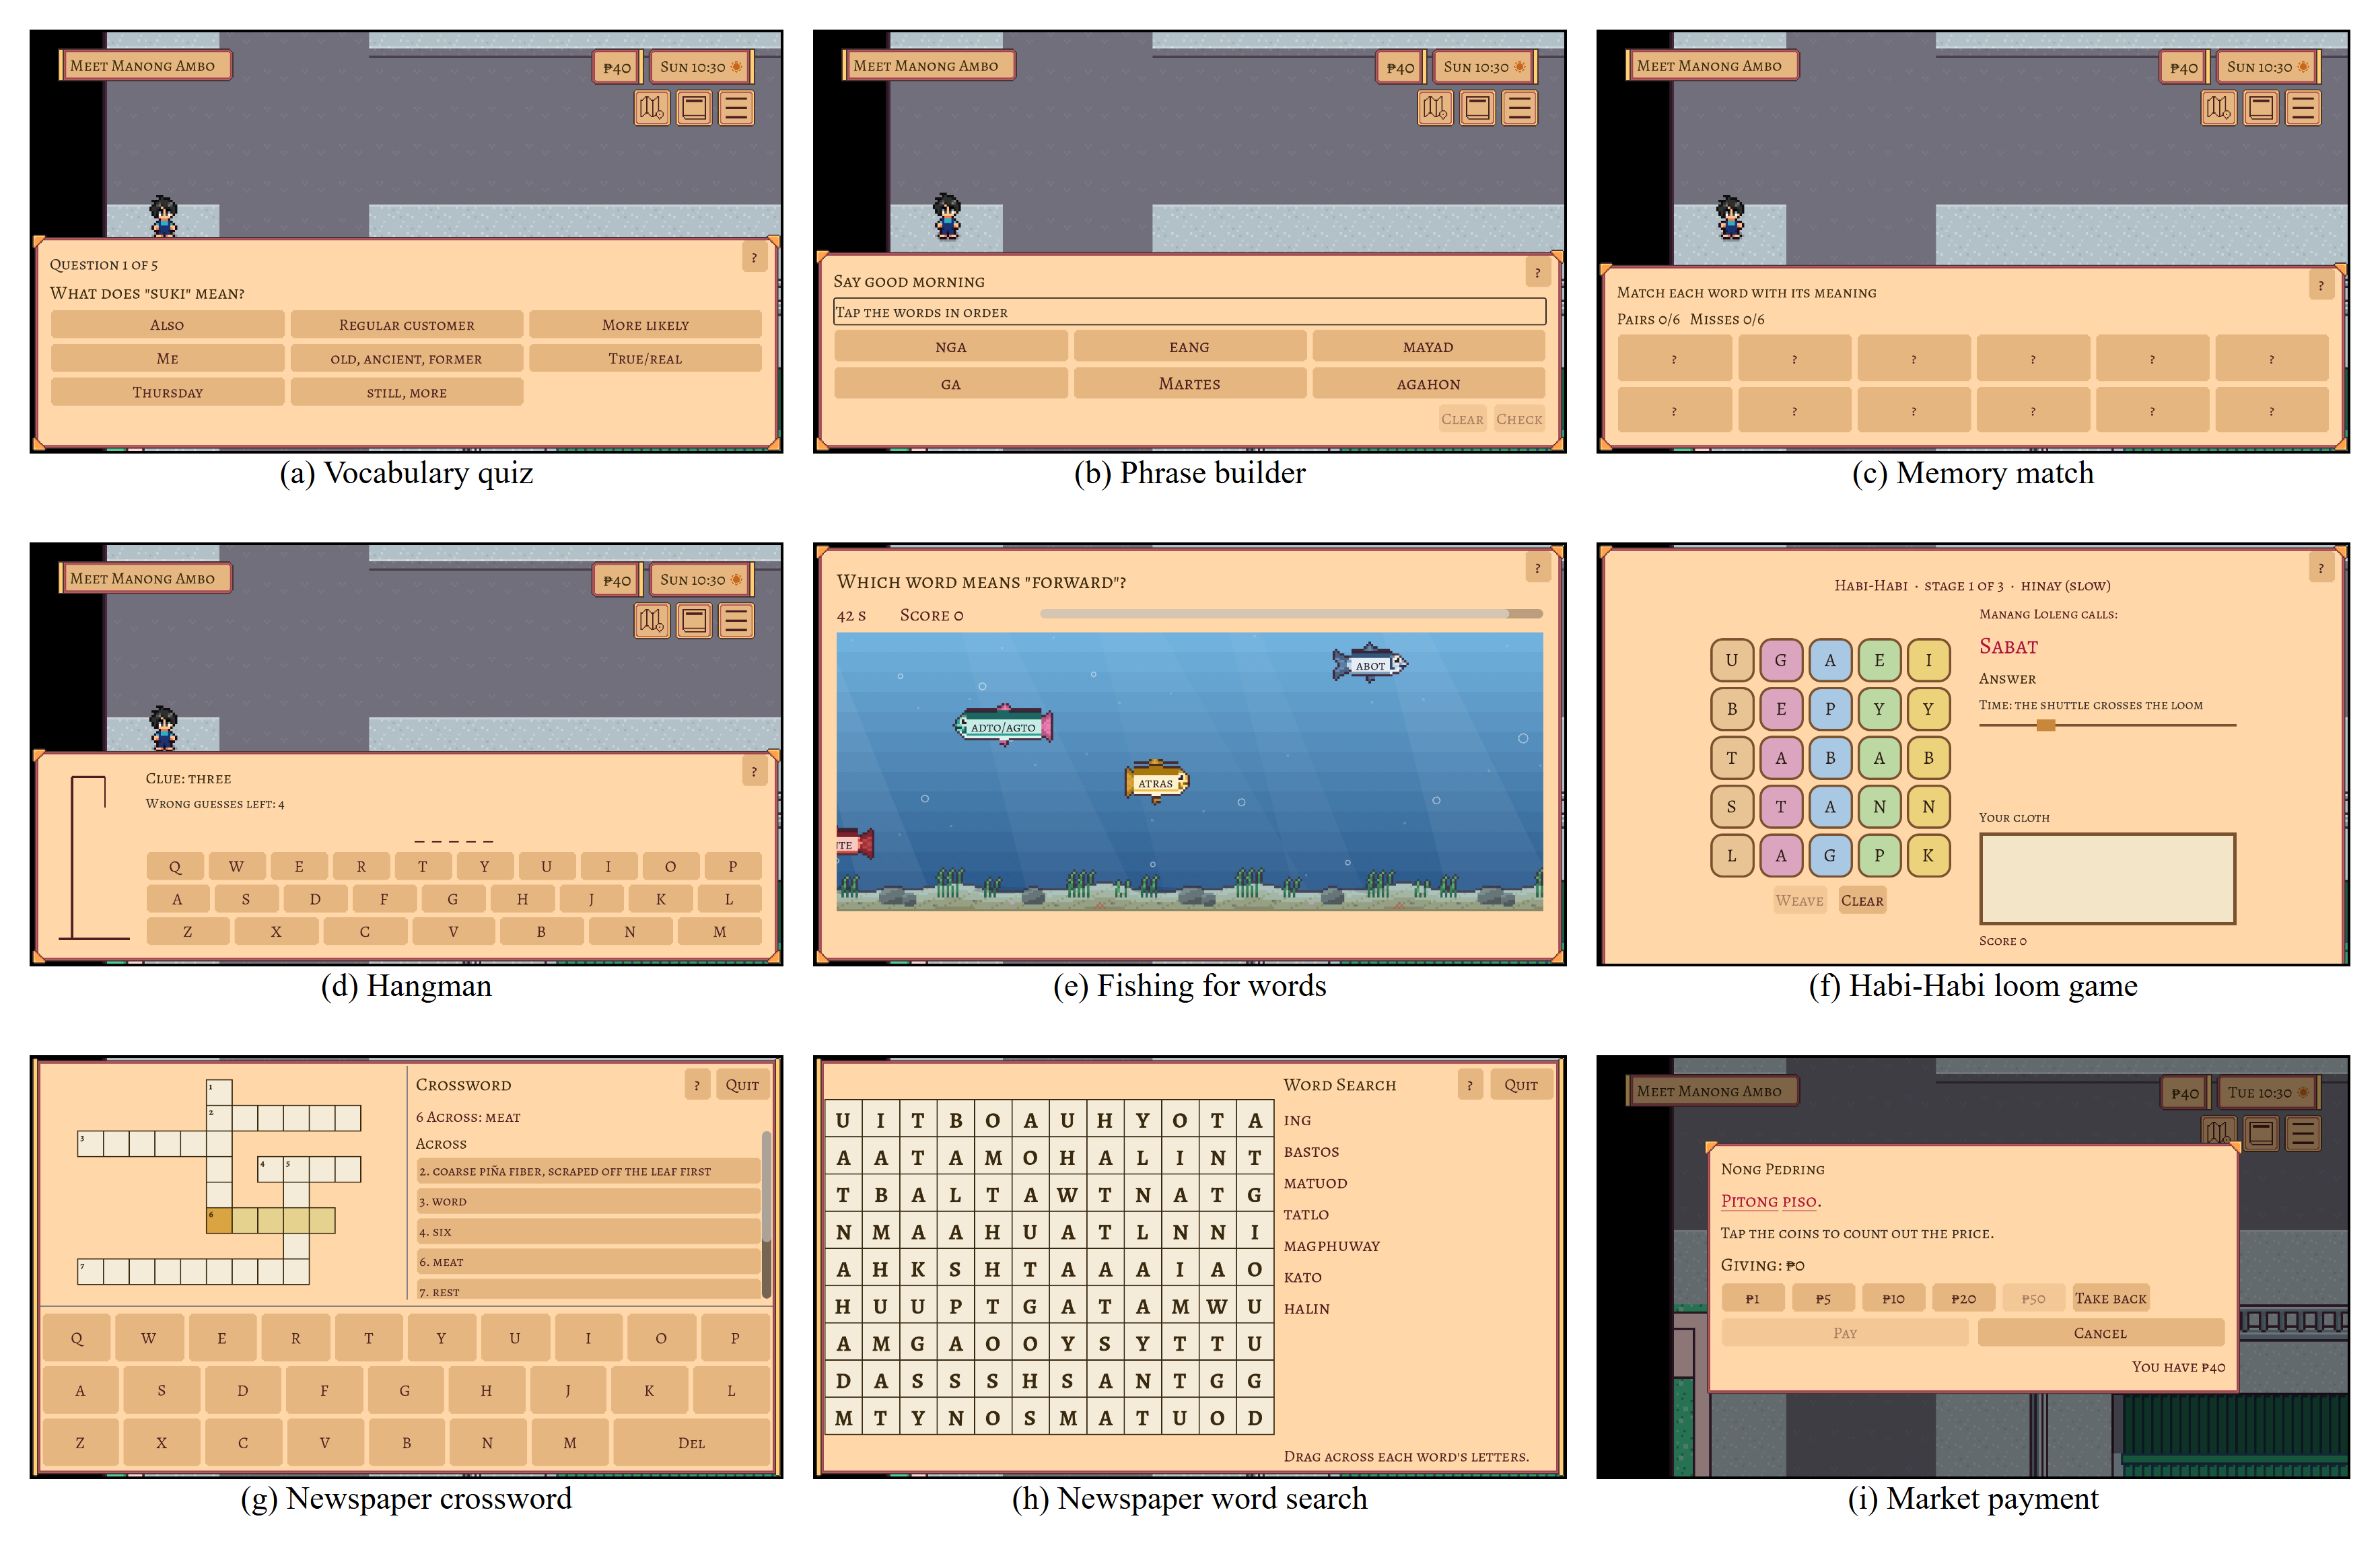 Meet Manong Ambo
₱40
Sun 10:30
Question 1 of 5
?
What does "suki" mean?
Also
Regular customer
More likely
Me
old, ancient, former
True/real
Thursday
still, more
(a) Vocabulary quiz
Meet Manong Ambo
₱40
Sun 10:30
Say good morning
?
Tap the words in order
nga
eang
mayad
ga
Martes
agahon
Clear
Check
(b) Phrase builder
Meet Manong Ambo
₱40
Sun 10:30
Match each word with its meaning
?
Pairs 0/6 Misses 0/6
? ? ? ? ? ?
? ? ? ? ? ?
(c) Memory match
Meet Manong Ambo
₱40
Sun 10:30
Clue: three
?
Wrong guesses left: 4
_ _ _ _ _
Q W E R T Y U I O P
A S D F G H J K L
Z X C V B N M
(d) Hangman
Which word means "forward"?
?
42 s
Score 0
abot
adto/agto
atras
nte
(e) Fishing for words
?
Habi-Habi · stage 1 of 3 · hinay (slow)
Manang Loleng calls:
Sabat
Answer
Time: the shuttle crosses the loom
U G A E I
B E P Y Y
T A B A B
S T A N N
L A G P K
Weave
Clear
Your cloth
Score 0
(f) Habi-Habi loom game
1
2
3
4 5
6
7
Crossword
?
Quit
6 Across: meat
Across
2. coarse piña fiber, scraped off the leaf first
3. word
4. six
6. meat
7. rest
Q W E R T Y U I O P
A S D F G H J K L
Z X C V B N M Del
(g) Newspaper crossword
U I T B O A U H Y O T A
A A T A M O H A L I N T
T B A L T A W T N A T G
N M A A H U A T L N N I
A H K S H T A A A I A O
H U U P T G A T A M W U
A M G A O O Y S Y T T U
D A S S S H S A N T G G
M T Y N O S M A T U O D
Word Search
?
Quit
ing
bastos
matuod
tatlo
magphuway
kato
halin
Drag across each word's letters.
(h) Newspaper word search
Meet Manong Ambo
₱40
Tue 10:30
Nong Pedring
Pitong piso.
Tap the coins to count out the price.
Giving: ₱0
₱1
₱5
₱10
₱20
₱50
Take back
Pay
Cancel
You have ₱40
(i) Market payment